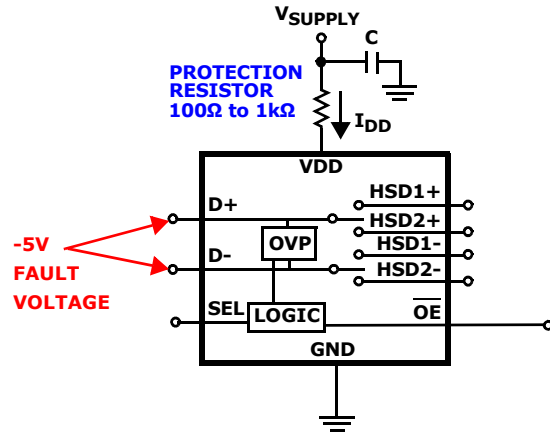 VSUPPLY
C
PROTECTION
RESISTOR
100Ω to 1kΩ
IDD
VDD
D+
HSD1+
HSD2+
OVP
HSD1-
D-
HSD2-
-5V
FAULT
VOLTAGE
SEL
LOGIC
OE
GND